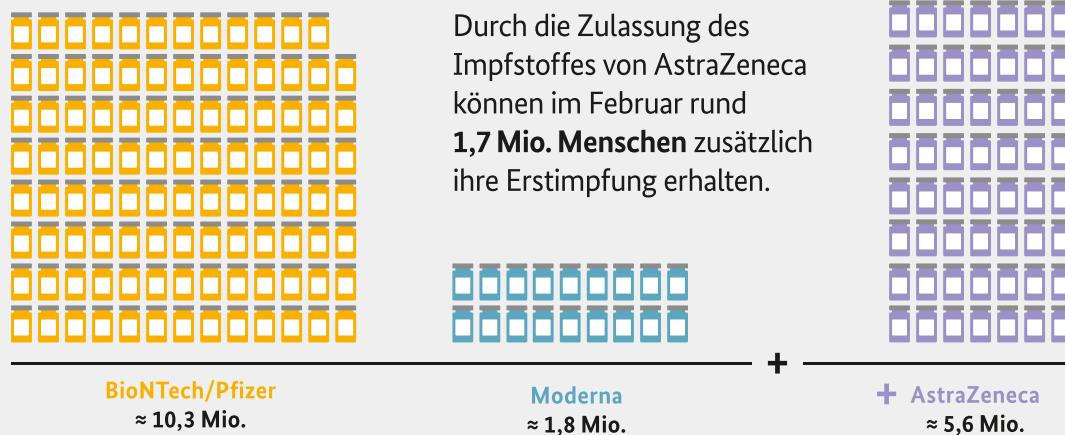 Durch die Zulassung des
Impfstoffes von AstraZeneca
können im Februar rund
1,7 Mio. Menschen zusätzlich
ihre Erstimpfung erhalten.
+
BioNTech/Pfizer
≈ 10,3 Mio.
Moderna
≈ 1,8 Mio.
+ AstraZeneca
≈ 5,6 Mio.